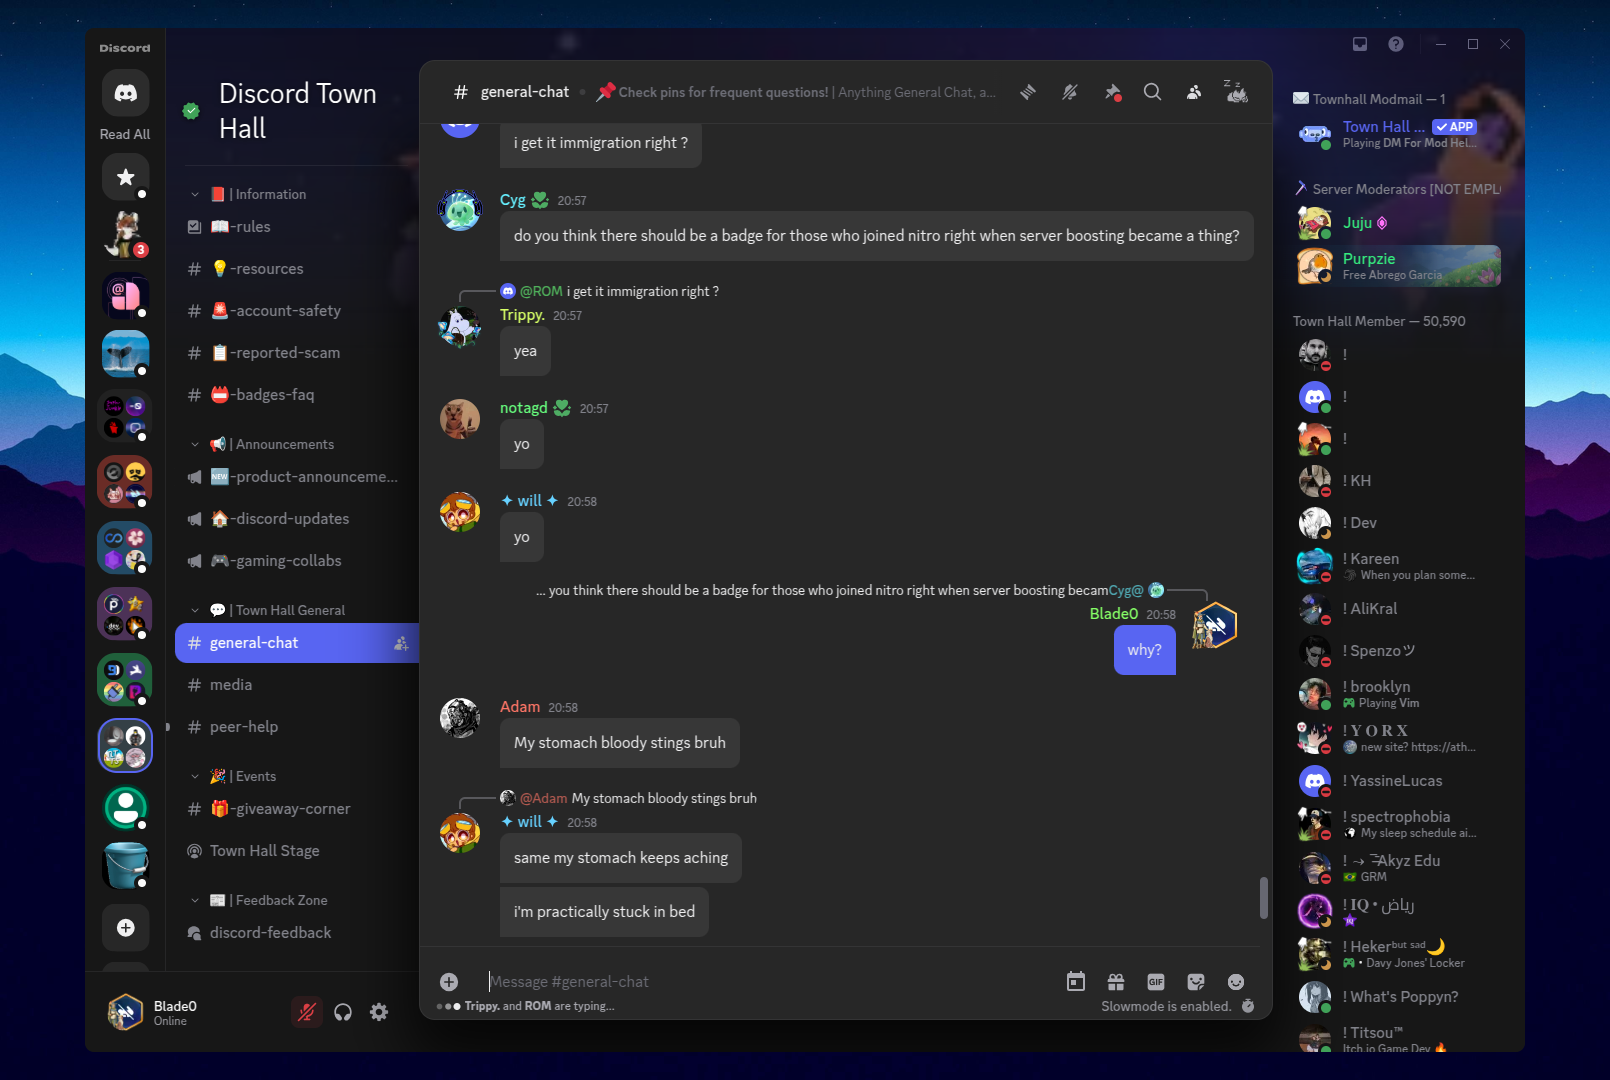 Discord
Read All
3
Discord Town
Hall
📕 | Information
📖-rules
💡-resources
🚨-account-safety
📋-reported-scam
📛-badges-faq
📢 | Announcements
🆕-product-announceme...
🏠-discord-updates
🎮-gaming-collabs
💬 | Town Hall General
general-chat
media
peer-help
🎉 | Events
🎁-giveaway-corner
Town Hall Stage
📰 | Feedback Zone
discord-feedback
Blade0
Online
# general-chat • 📌 Check pins for frequent questions! | Anything General Chat, a...
i get it immigration right ?
Cyg 20:57
do you think there should be a badge for those who joined nitro right when server boosting became a thing?
@ROM i get it immigration right ?
Trippy. 20:57
yea
notagd 20:57
yo
✦ will ✦ 20:58
yo
... you think there should be a badge for those who joined nitro right when server boosting becamCyg@
Blade0 20:58
why?
Adam 20:58
My stomach bloody stings bruh
@Adam My stomach bloody stings bruh
✦ will ✦ 20:58
same my stomach keeps aching
i'm practically stuck in bed
Message #general-chat
GIF
Trippy. and ROM are typing...
Slowmode is enabled.
✉️ Townhall Modmail — 1
Town Hall ... ✓ APP
Playing DM For Mod Hel...
Server Moderators [NOT EMPL
Juju
Purpzie
Free Abrego Garcia
Town Hall Member — 50,590
!
!
!
! KH
! Dev
! Kareen
When you plan some...
! AliKral
! Spenzoツ
! brooklyn
Playing Vim
! 𝐘 𝐎 𝐑 𝐗
new site? https://ath...
! YassineLucas
! spectrophobia
My sleep schedule ai...
! → Akyz Edu
🇧🇷 GRM
! 𝐈𝐐 • رياض
! Hekerᵇᵘᵗ ˢᵃᵈ🌙
• Davy Jones' Locker
! What's Poppyn?
! Titsou™
Itch.io Game Dev 🔥